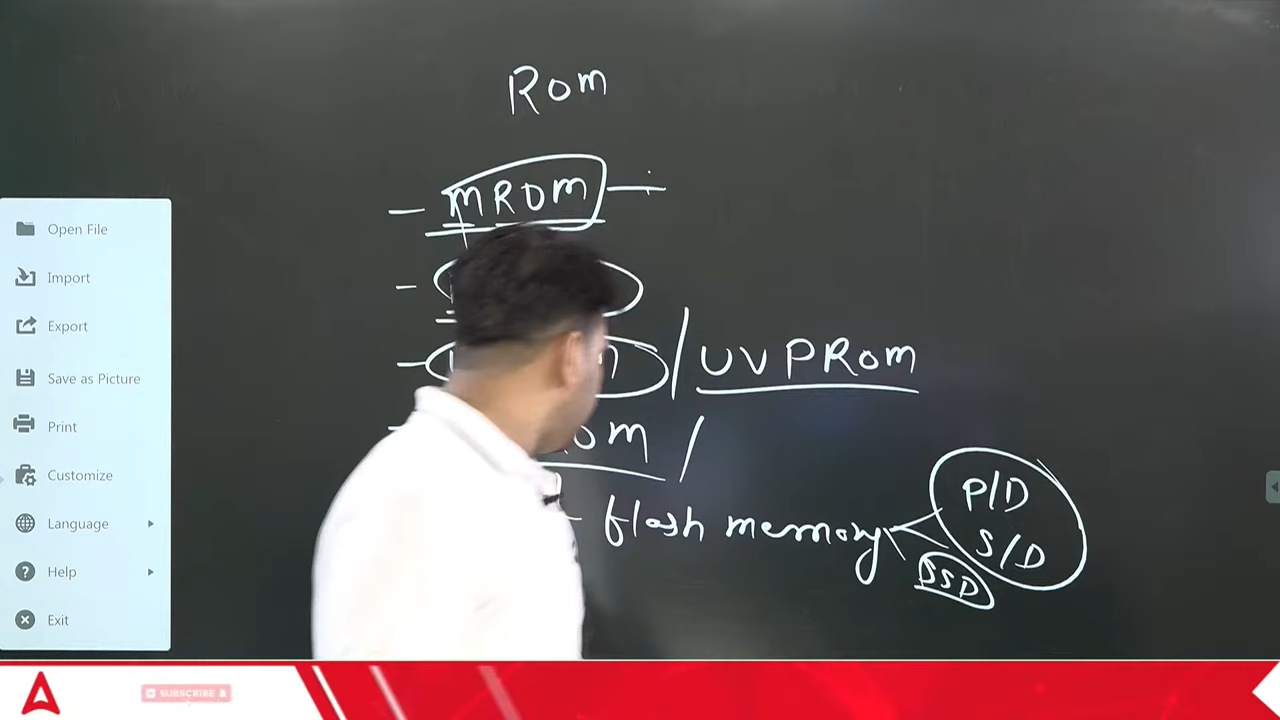 Rom
- MROM -
-
- / UVPRom
- om /
- flash memory
P/D
S/D
SSD
Open File
Import
Export
Save as Picture
Print
Customize
Language
Help
Exit
SUBSCRIBE